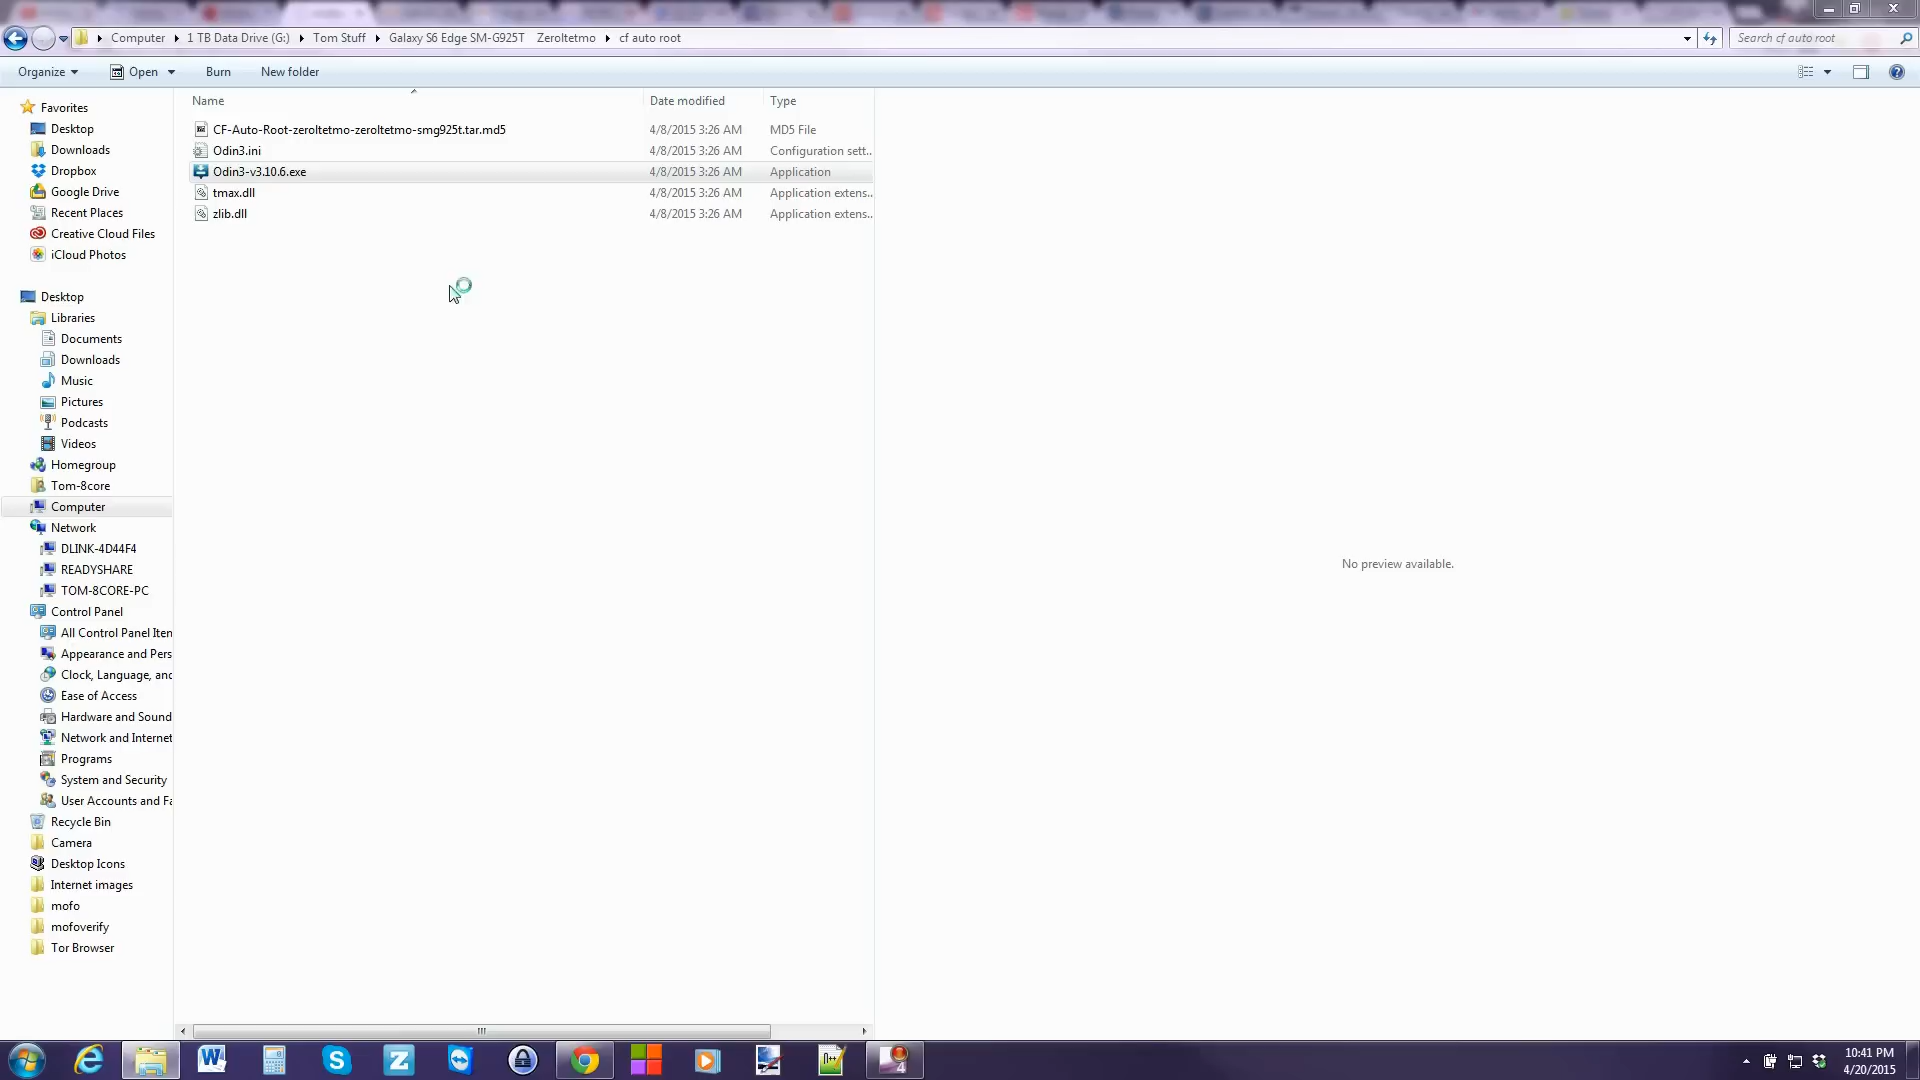 Computer 1 TB Data Drive (G:) Tom Stuff Galaxy S6 Edge SM-G925T Zeroltetmo cf auto root Search cf auto root
Organize Open Burn New folder
Name Date modified Type
CF-Auto-Root-zeroltetmo-zeroltetmo-smg925t.tar.md5 4/8/2015 3:26 AM MD5 File
Odin3.ini 4/8/2015 3:26 AM Configuration sett..
Odin3-v3.10.6.exe 4/8/2015 3:26 AM Application
tmax.dll 4/8/2015 3:26 AM Application extens..
zlib.dll 4/8/2015 3:26 AM Application extens..
Favorites
Desktop
Downloads
Dropbox
Google Drive
Recent Places
Creative Cloud Files
iCloud Photos
Desktop
Libraries
Documents
Downloads
Music
Pictures
Podcasts
Videos
Homegroup
Tom-8core
Computer
Network
DLINK-4D44F4
READYSHARE
TOM-8CORE-PC
Control Panel
All Control Panel Iten
Appearance and Pers
Clock, Language, and
Ease of Access
Hardware and Sound
Network and Internet
Programs
System and Security
User Accounts and Fa
Recycle Bin
Camera
Desktop Icons
Internet images
mofo
mofoverify
Tor Browser
No preview available.
10:41 PM
4/20/2015